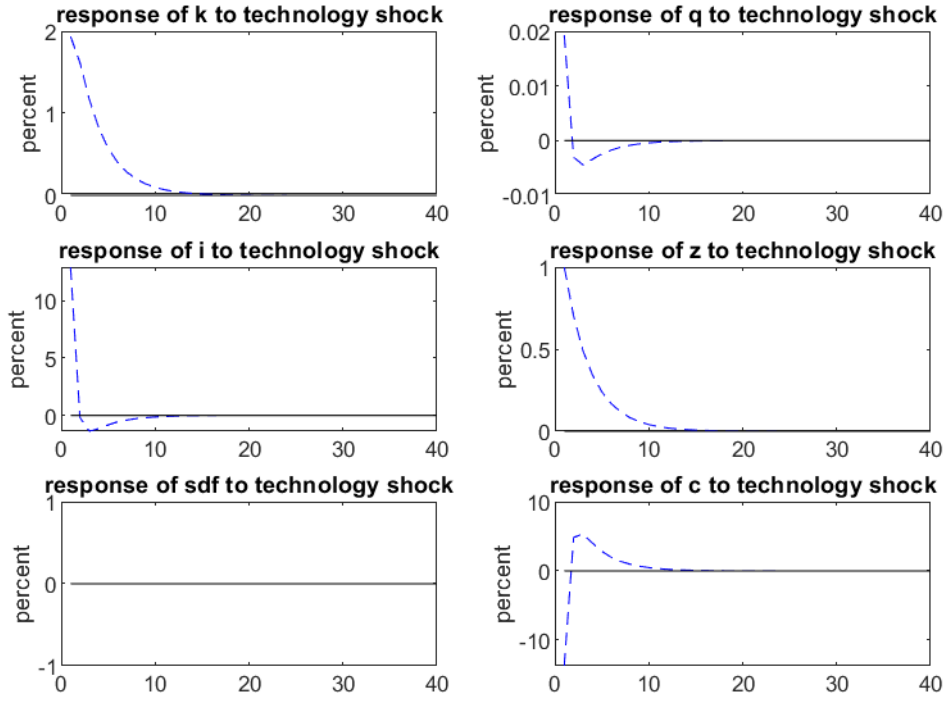 response of k to technology shock
percent
2
1
0
0 10 20 30 40
response of q to technology shock
percent
0.02
0.01
0
-0.01
0 10 20 30 40
response of i to technology shock
percent
10
5
0
0 10 20 30 40
response of z to technology shock
percent
1
0.5
0
0 10 20 30 40
response of sdf to technology shock
percent
1
0
-1
0 10 20 30 40
response of c to technology shock
percent
10
0
-10
0 10 20 30 40